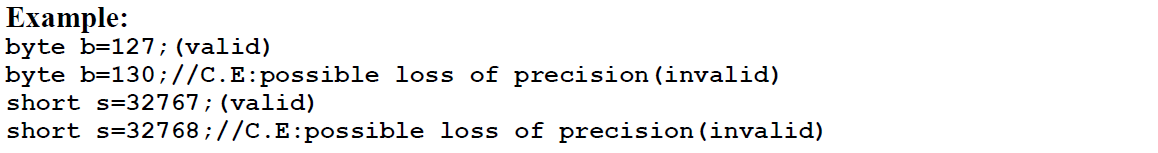 Example:
byte b=127;(valid)
byte b=130;//C.E:possible loss of precision(invalid)
short s=32767;(valid)
short s=32768;//C.E:possible loss of precision(invalid)